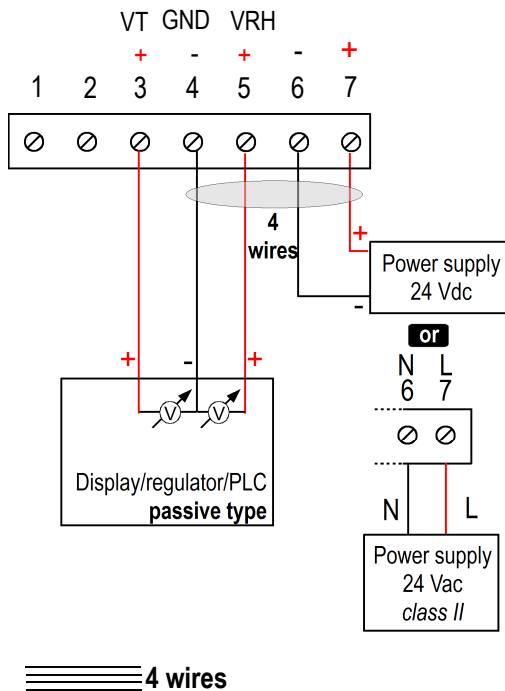 VT GND VRH
+ - + - +
1 2 3 4 5 6 7
4
wires
+
Power supply
24 Vdc
-
or
N L
6 7
+ - +
V V
Display/regulator/PLC
passive type
N L
Power supply
24 Vac
class II
4 wires